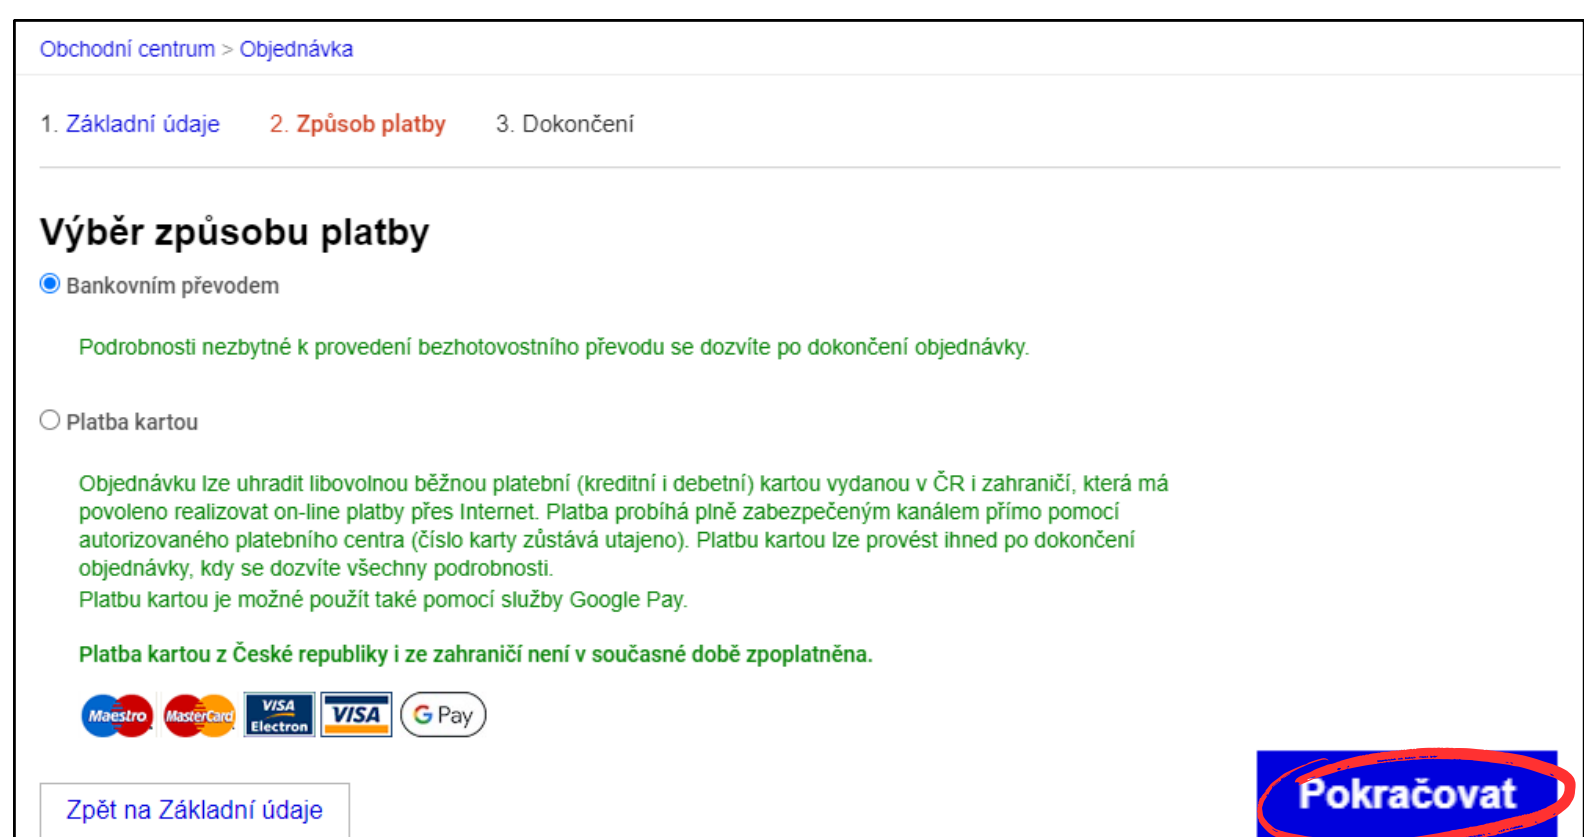 Obchodní centrum > Objednávka
1. Základní údaje 2. Způsob platby 3. Dokončení
Výběr způsobu platby
Bankovním převodem
Podrobnosti nezbytné k provedení bezhotovostního převodu se dozvíte po dokončení objednávky.
Platba kartou
Objednávku lze uhradit libovolnou běžnou platební (kreditní i debetní) kartou vydanou v ČR i zahraničí, která má
povoleno realizovat on-line platby přes Internet. Platba probíhá plně zabezpečeným kanálem přímo pomocí
autorizovaného platebního centra (číslo karty zůstává utajeno). Platbu kartou lze provést ihned po dokončení
objednávky, kdy se dozvíte všechny podrobnosti.
Platbu kartou je možné použít také pomocí služby Google Pay.
Platba kartou z České republiky i ze zahraničí není v současné době zpoplatněna.
Maestro MasterCard VISA Electron VISA G Pay
Zpět na Základní údaje Pokračovat